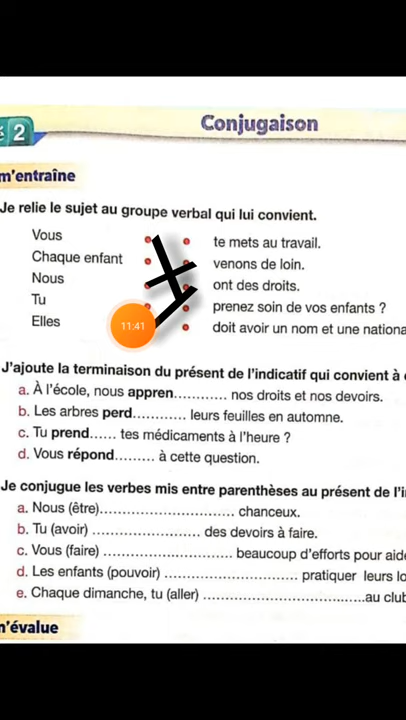 2
Conjugaison
m'entraîne
Je relie le sujet au groupe verbal qui lui convient.
Vous te mets au travail.
Chaque enfant venons de loin.
Nous ont des droits.
Tu prenez soin de vos enfants ?
Elles doit avoir un nom et une nationa
11:41
J'ajoute la terminaison du présent de l'indicatif qui convient à
a. À l'école, nous appren............ nos droits et nos devoirs.
b. Les arbres perd............ leurs feuilles en automne.
c. Tu prend...... tes médicaments à l'heure ?
d. Vous répond......... à cette question.
Je conjugue les verbes mis entre parenthèses au présent de l'i
a. Nous (être)............................... chanceux.
b. Tu (avoir) ......................... des devoirs à faire.
c. Vous (faire) ............................... beaucoup d'efforts pour aide
d. Les enfants (pouvoir) ............................... pratiquer leurs lo
e. Chaque dimanche, tu (aller) .....................................au club
n'évalue